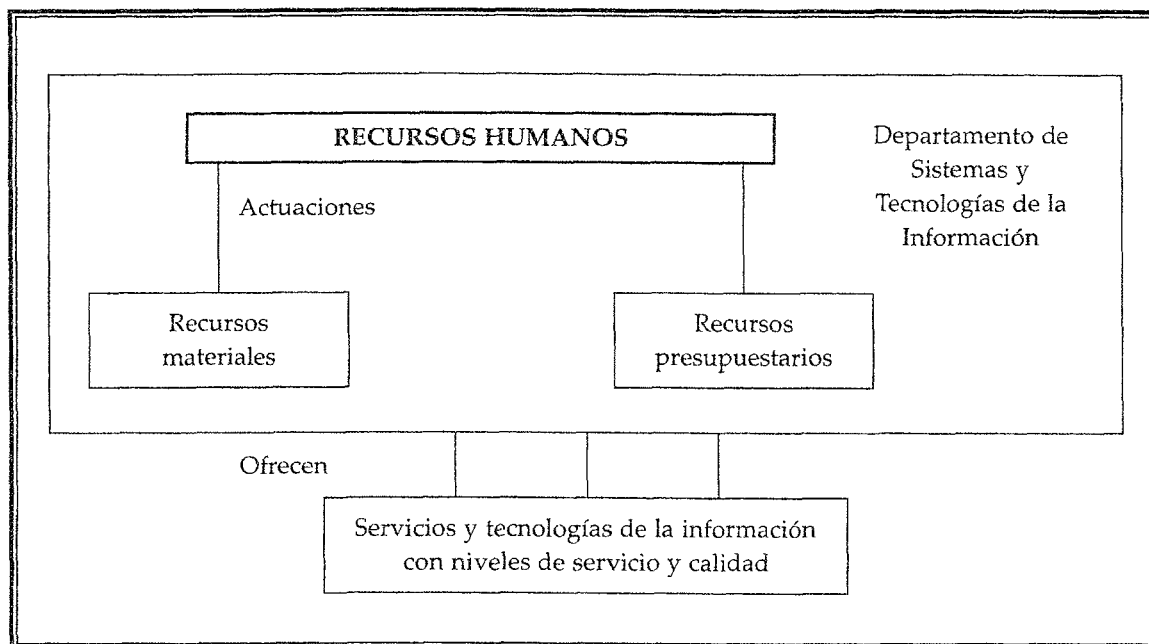 RECURSOS HUMANOS
Departamento de
Sistemas y
Tecnologías de la
Información
Actuaciones
Recursos
materiales
Recursos
presupuestarios
Ofrecen
Servicios y tecnologías de la información
con niveles de servicio y calidad